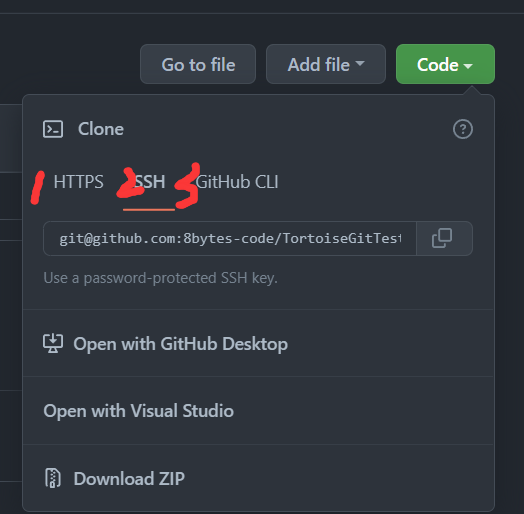 Go to file Add file Code
Clone
1 HTTPS 2 SSH 3 GitHub CLI
git@github.com:8bytes-code/TortoiseGitTest
Use a password-protected SSH key.
Open with GitHub Desktop
Open with Visual Studio
Download ZIP